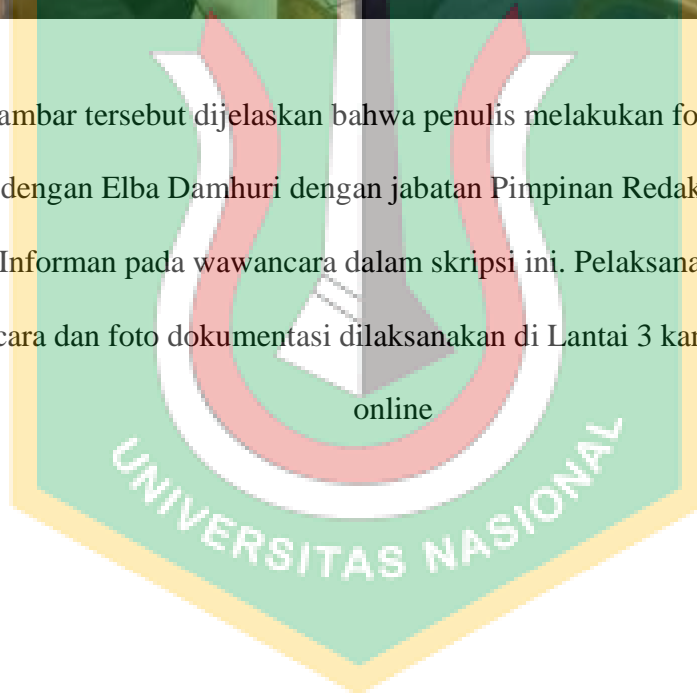 ambar tersebut dijelaskan bahwa penulis melakukan fo
dengan Elba Damhuri dengan jabatan Pimpinan Redak
Informan pada wawancara dalam skripsi ini. Pelaksana
cara dan foto dokumentasi dilaksanakan di Lantai 3 kan
online
UNIVERSITAS NASIONAL